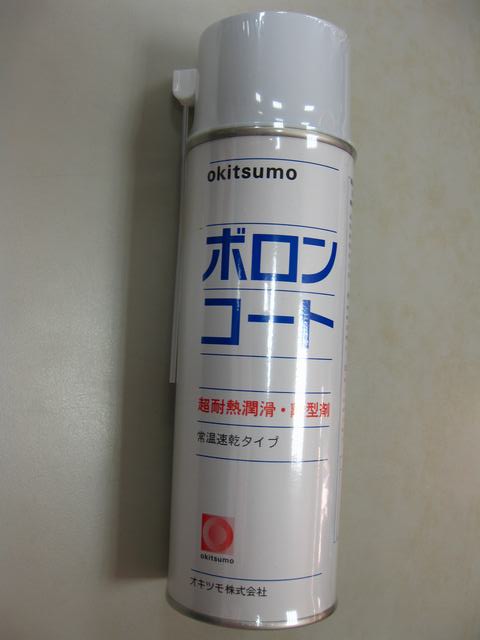 okitsumo
ボロン
コート
超耐熱潤滑・離型剤
常温速乾タイプ
okitsumo
オキツモ株式会社